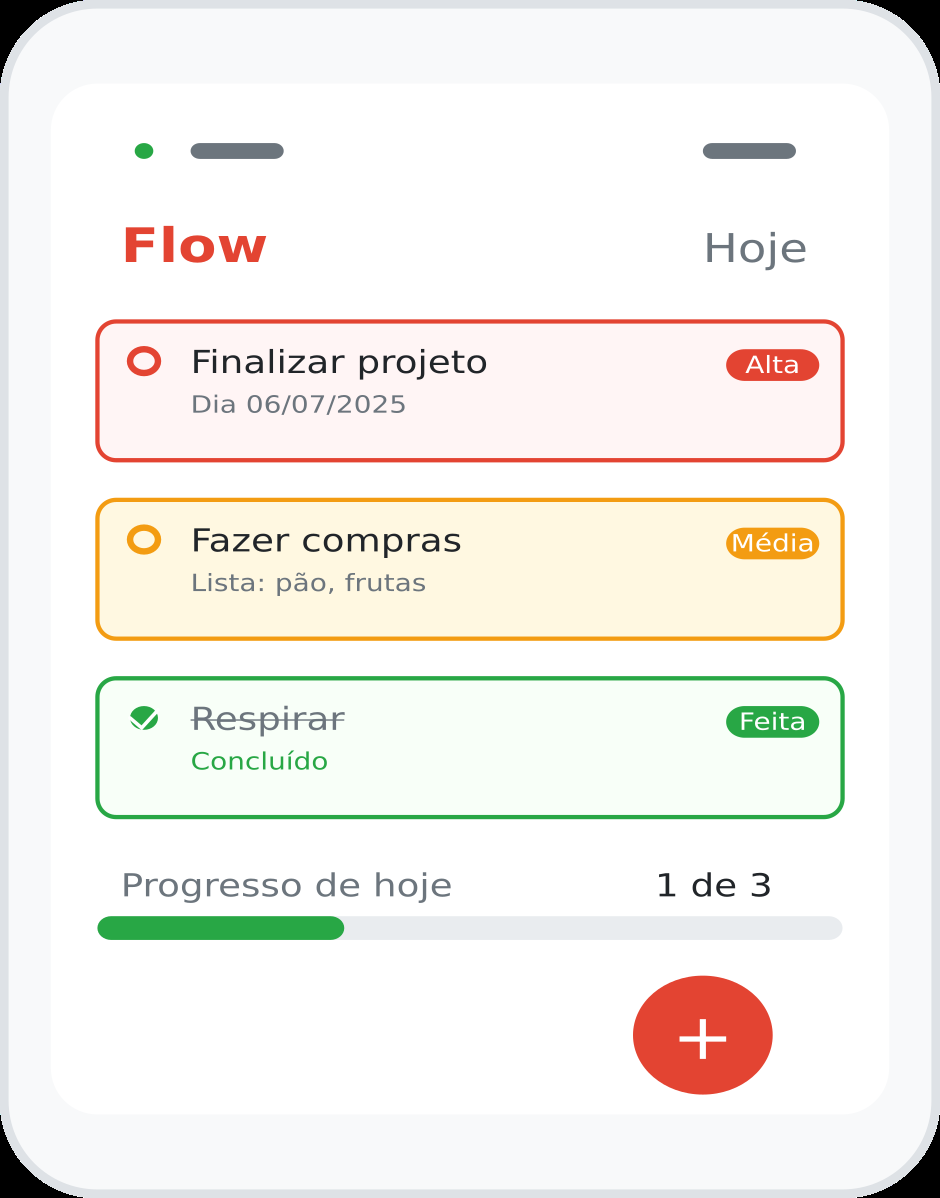 Flow
Hoje
Finalizar projeto
Alta
Dia 06/07/2025
Fazer compras
Média
Lista: pão, frutas
Respirar
Feita
Concluído
Progresso de hoje
1 de 3
+